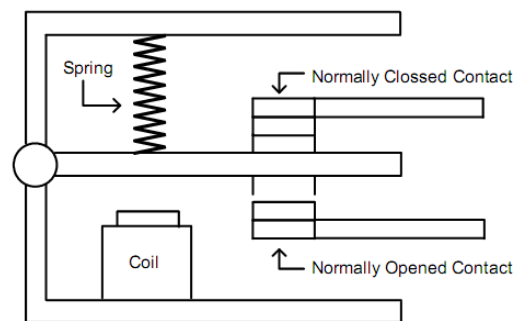 Spring
Normally Clossed Contact
Coil
Normally Opened Contact